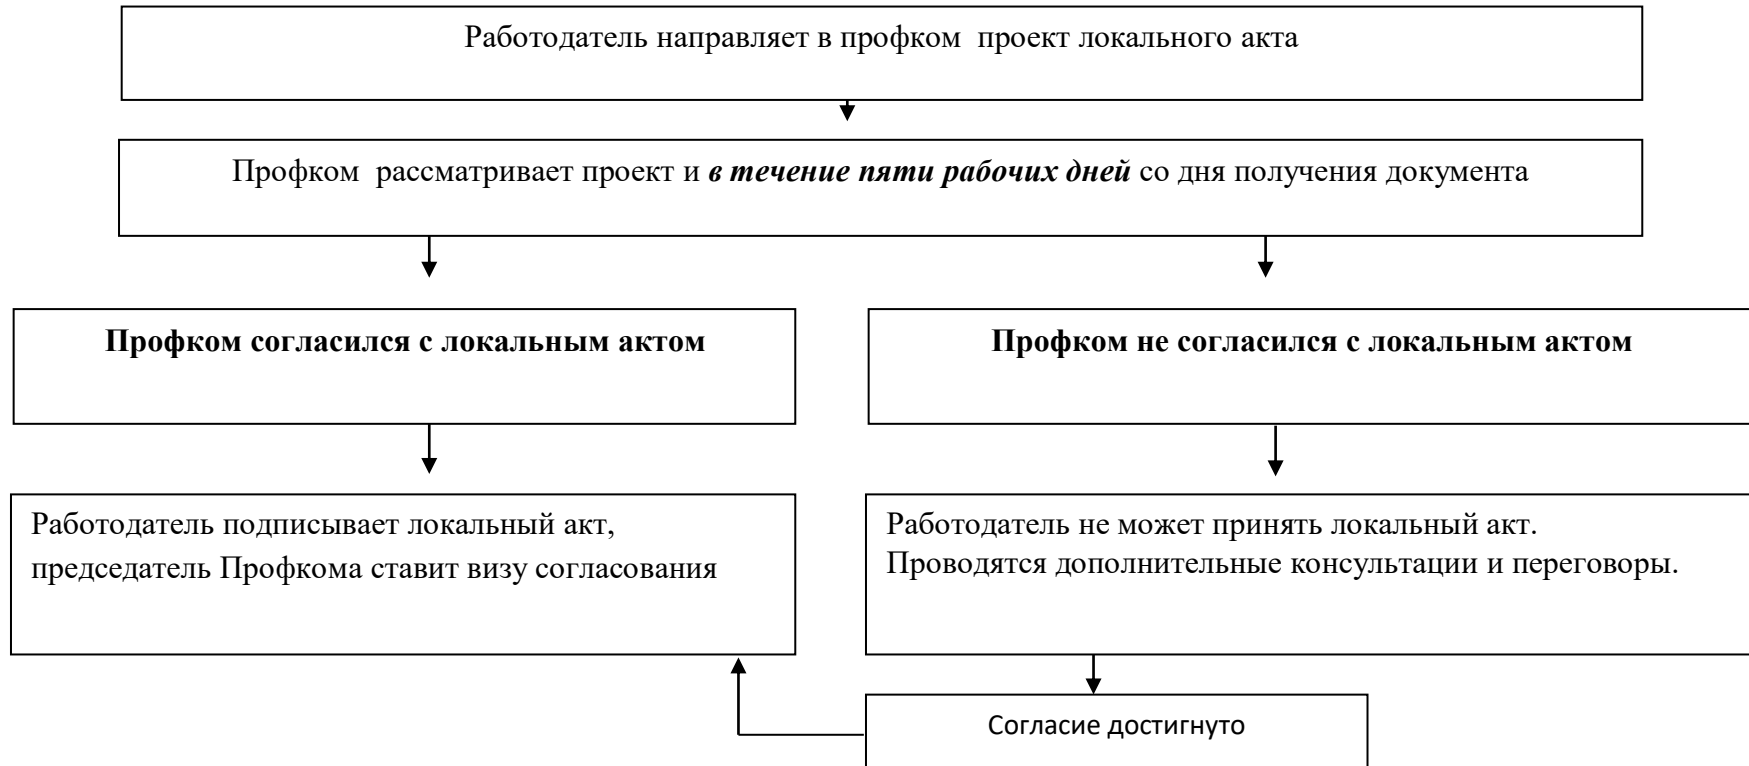 Работодатель направляет в профком  проект локального акта
Профком  рассматривает проект и в течение пяти рабочих дней со дня получения документа
Профком согласился с локальным актом
Профком не согласился с локальным актом
Работодатель подписывает локальный акт,
председатель Профкома ставит визу согласования
Работодатель не может принять локальный акт.
Проводятся дополнительные консультации и переговоры.
Согласие достигнуто